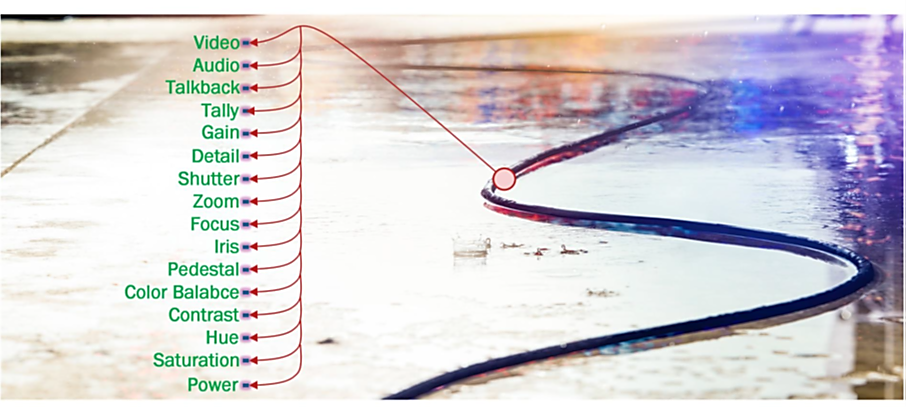 Video
Audio
Talkback
Tally
Gain
Detail
Shutter
Zoom
Focus
Iris
Pedestal
Color Balabce
Contrast
Hue
Saturation
Power